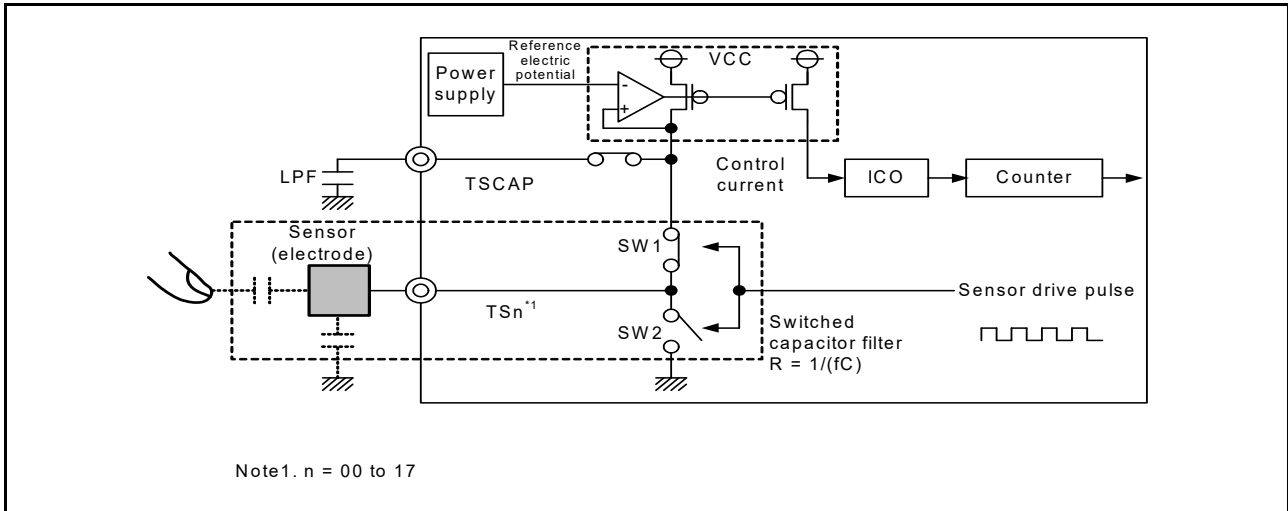 Reference
electric
potential
Power
supply
VCC
-
+
LPF
TSCAP
Control
current
ICO
Counter
Sensor
(electrode)
SW1
TSn*1
SW2
Sensor drive pulse
Switched
capacitor filter
R = 1/(fC)
Note1. n = 00 to 17